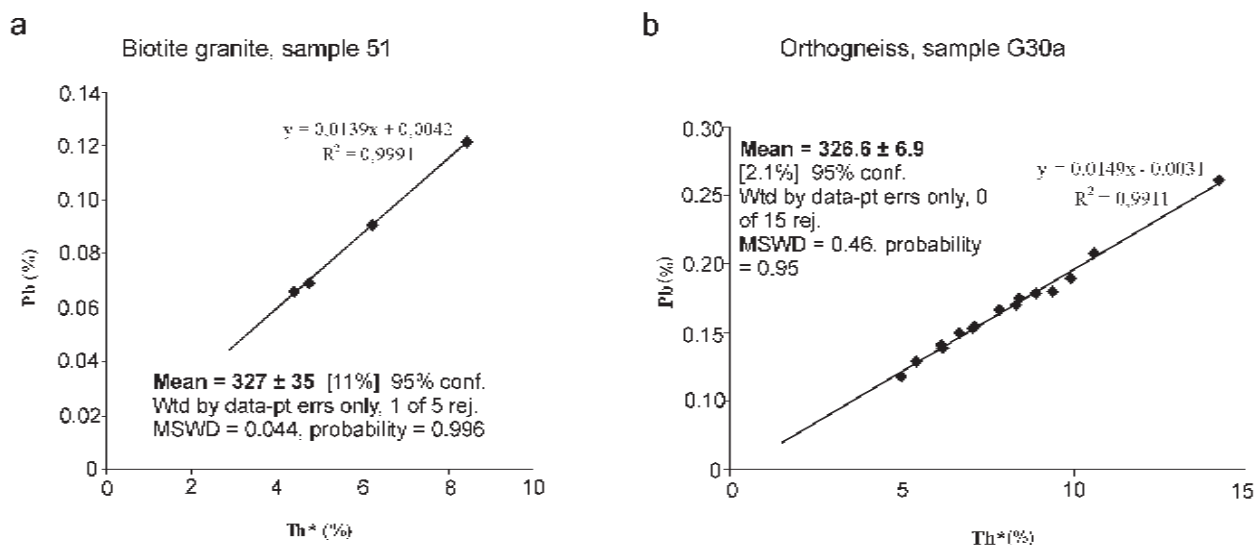 a
Biotite granite, sample 51
0.14
0.12
0.10
0.08
0.06
0.04
0.02
0
Pb (%)
y = 0,0139x + 0,0042
R² = 0,9991
Mean = 327 ± 35 [11%] 95% conf.
Wtd by data-pt errs only, 1 of 5 rej.
MSWD = 0.044, probability = 0.996
0 2 4 6 8 10
Th* (%)
b
Orthogneiss, sample G30a
0.30
0.25
0.20
0.15
0.10
0
Pb (%)
Mean = 326.6 ± 6.9
[2.1%] 95% conf.
Wtd by data-pt errs only, 0
of 15 rej.
MSWD = 0.46. probability
= 0.95
y = 0.0149x - 0.0031
R² = 0,9911
0 5 10 15
Th* (%)